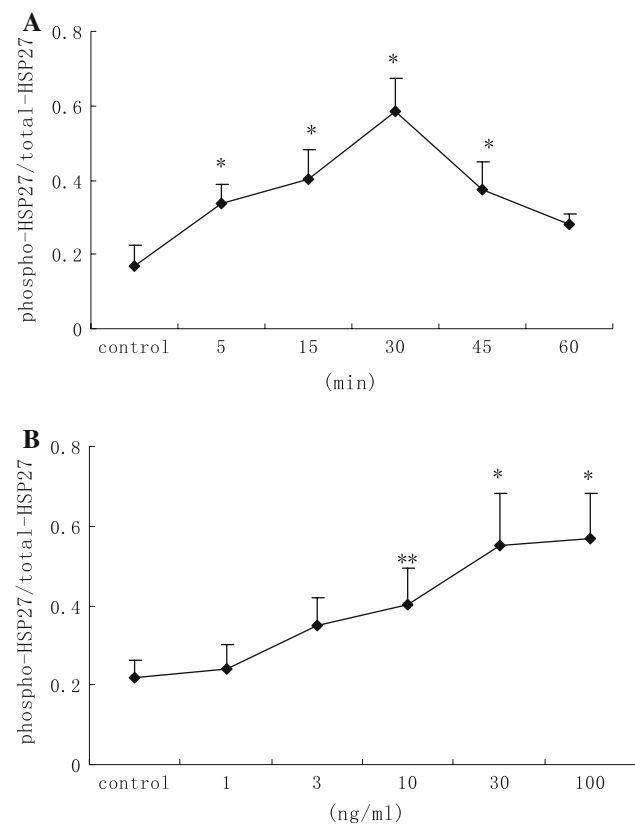 A
phospho-HSP27/total-HSP27
0.8
0.6
0.4
0.2
0
*
*
*
*
control 5 15 30 45 60
(min)
B
phospho-HSP27/total-HSP27
0.8
0.6
0.4
0.2
0
**
*
*
control 1 3 10 30 100
(ng/ml)